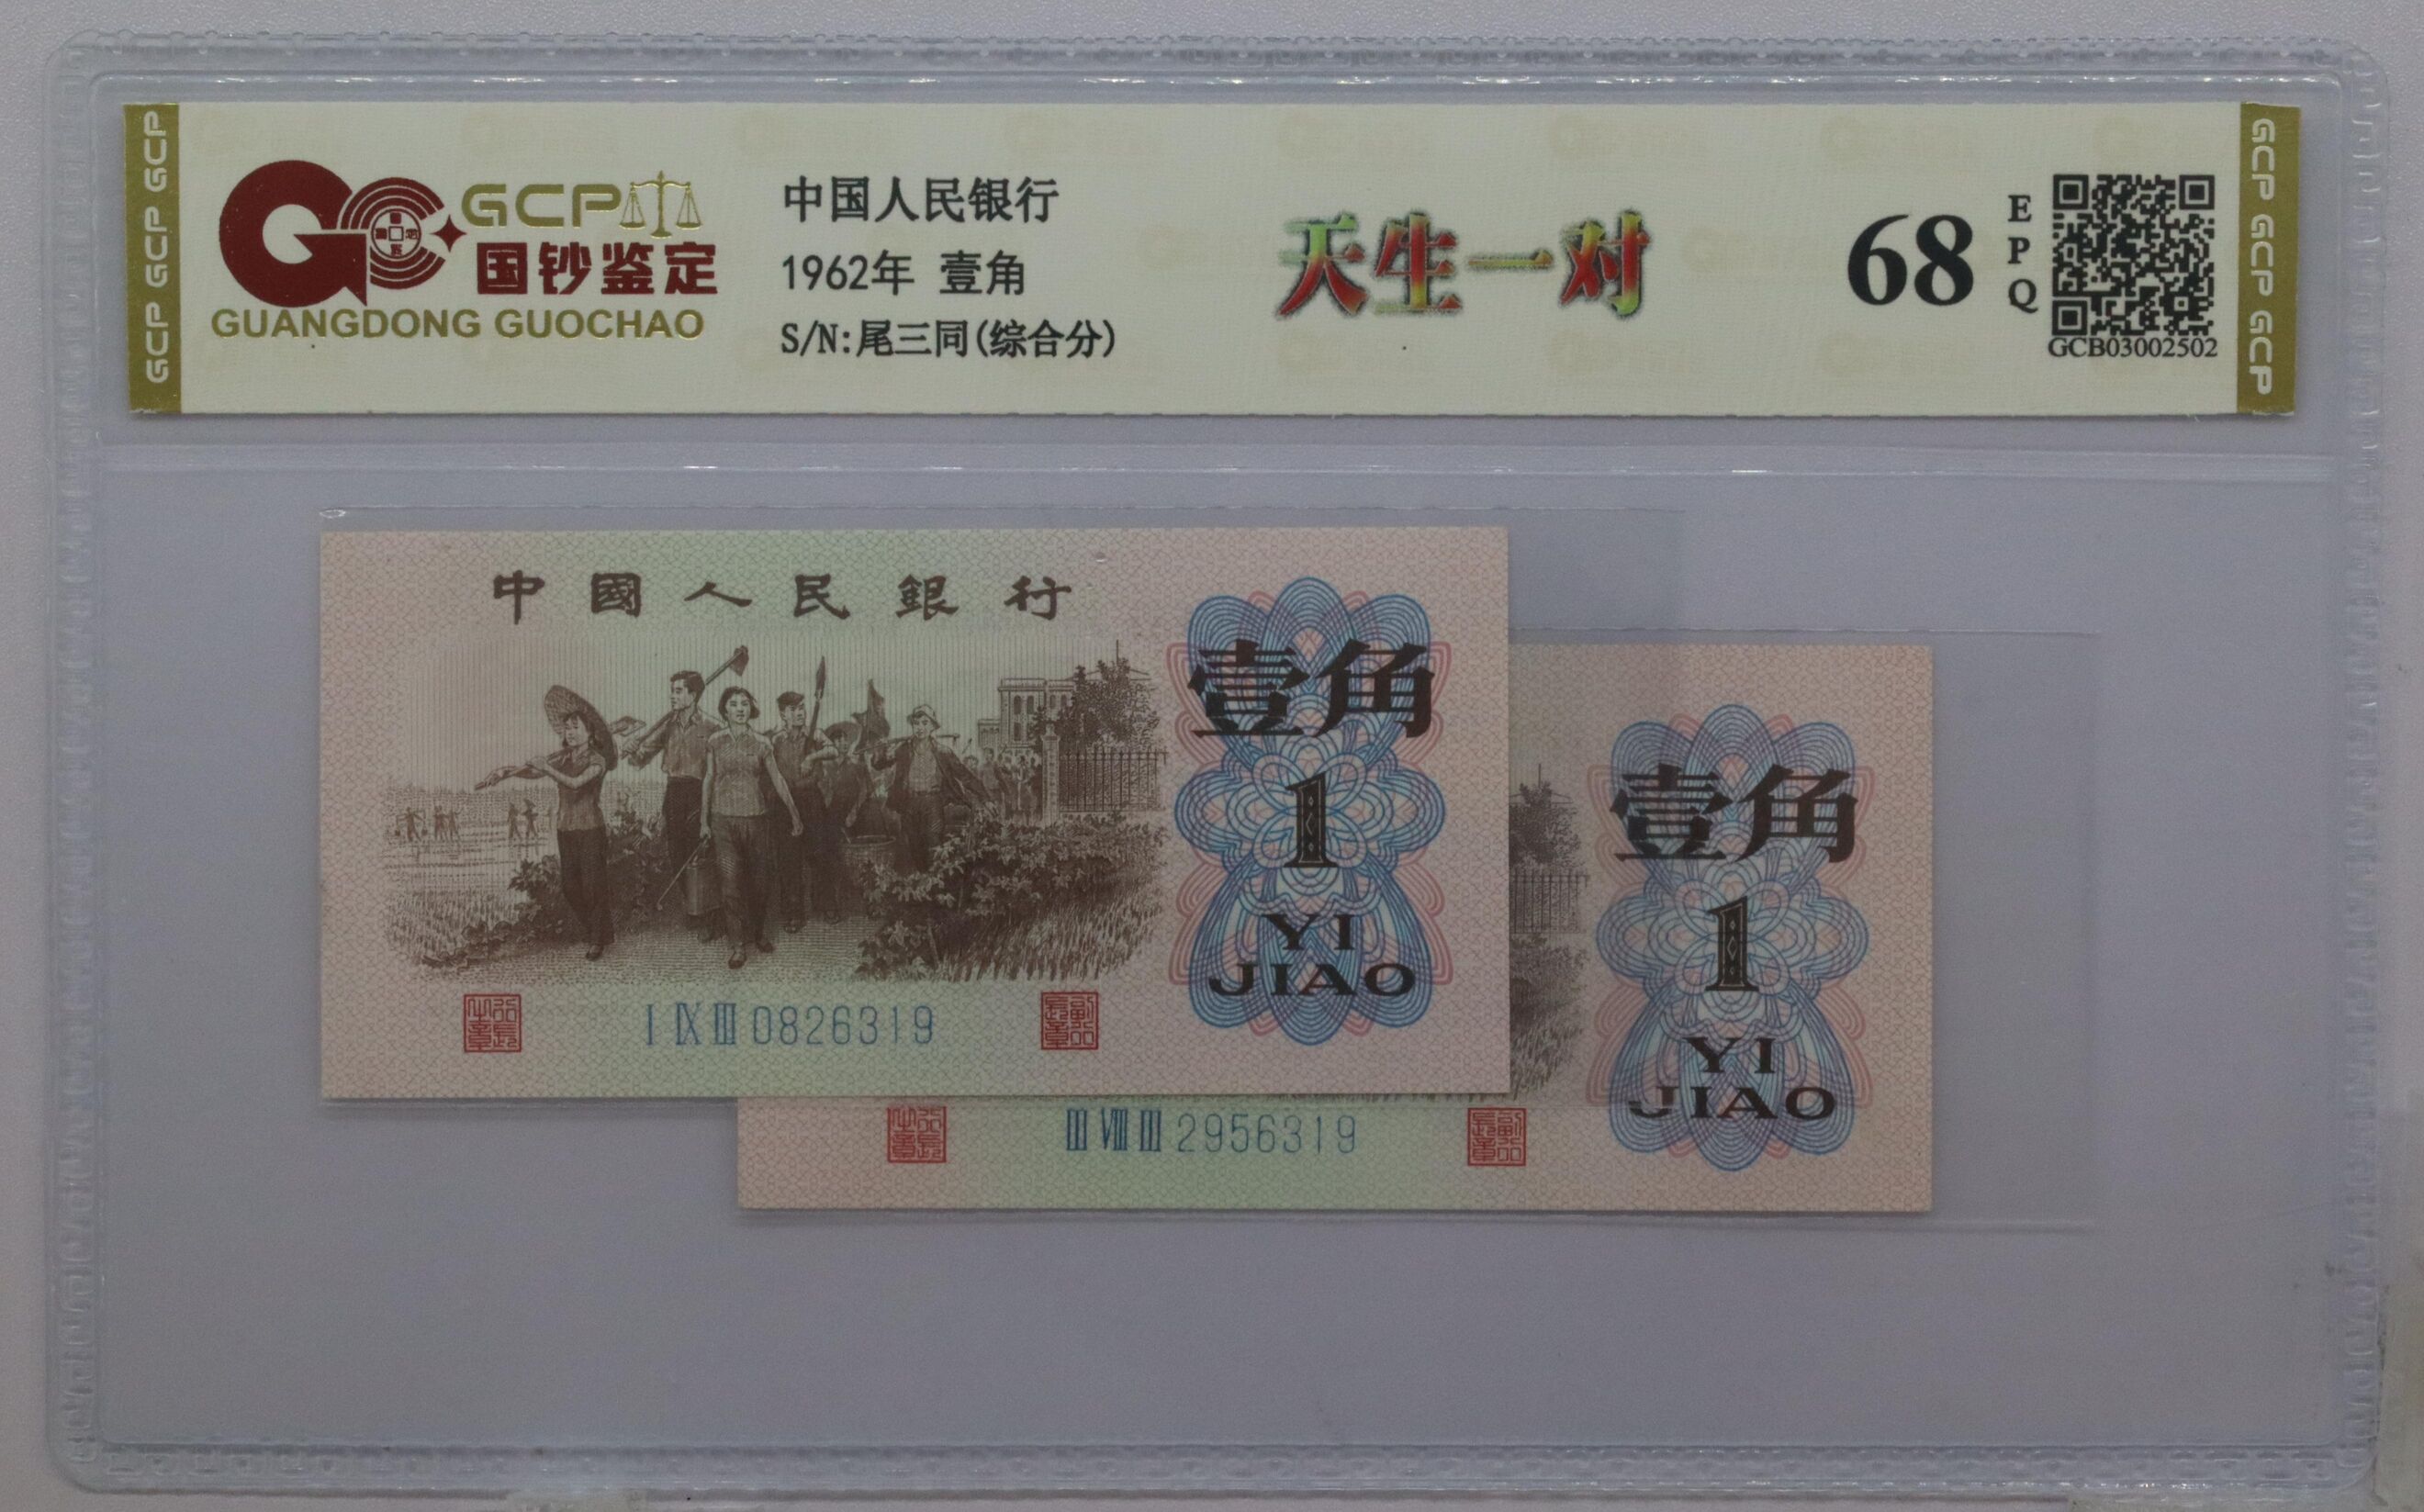 GCP GCP GCP
GCP
国钞鉴定
GUANGDONG GUOCHAO
中国人民银行
1962年 壹角
S/N:尾三同(综合分)
天生一对
68
EPQ
GCB03002502
GCP GCP GCP
中國人民銀行
壹角
1
YI
JIAO
I IX III 0826319
壹角
1
YI
JIAO
III VIII III 2956319